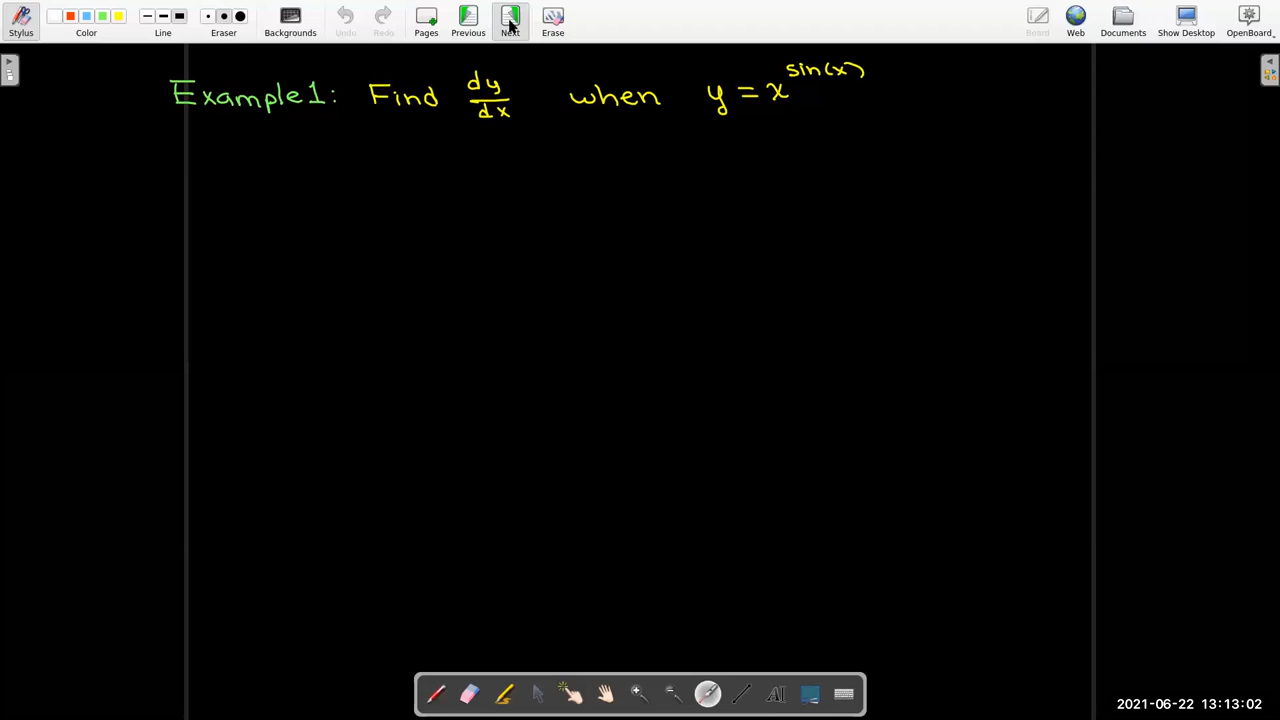 Stylus Color Line Eraser Backgrounds Undo Redo Pages Previous Next Erase Board Web Documents Show Desktop OpenBoard
Example 1: Find dy/dx when y = x^sin(x)
AI
2021-06-22 13:13:02